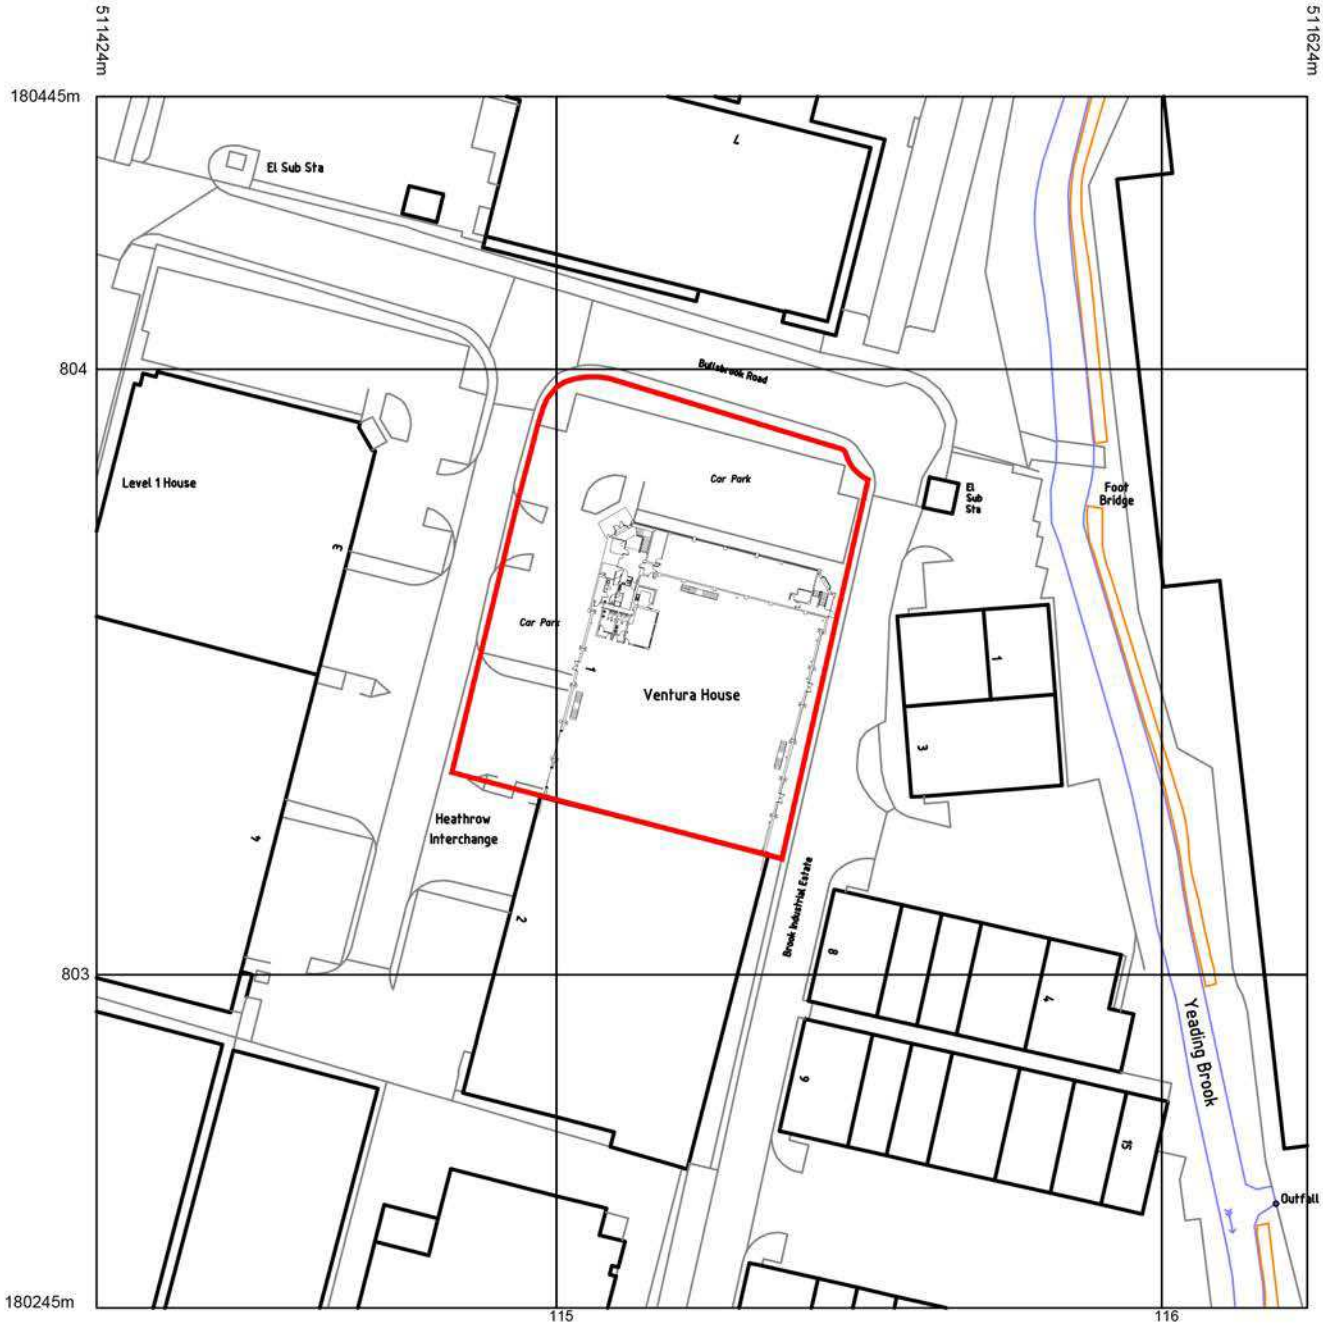 511424m
511624m
180445m
7
El Sub Sta
804
Bullsbrook Road
Level 1 House
Car Park
El
Sub
Sta
Foot
Bridge
3
Car Park
1
Ventura House
1
3
Heathrow
Interchange
2
Brook Industrial Estate
8
4
803
Yeading Brook
9
15
Outfall
180245m
115
116